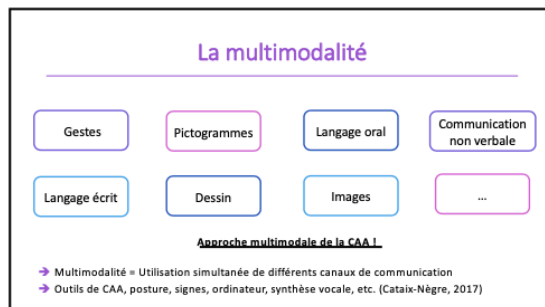 La multimodalité
Gestes
Pictogrammes
Langage oral
Communication
non verbale
Langage écrit
Dessin
Images
...
Approche multimodale de la CAA !
➔ Multimodalité = Utilisation simultanée de différents canaux de communication
➔ Outils de CAA, posture, signes, ordinateur, synthèse vocale, etc. (Cataix-Nègre, 2017)